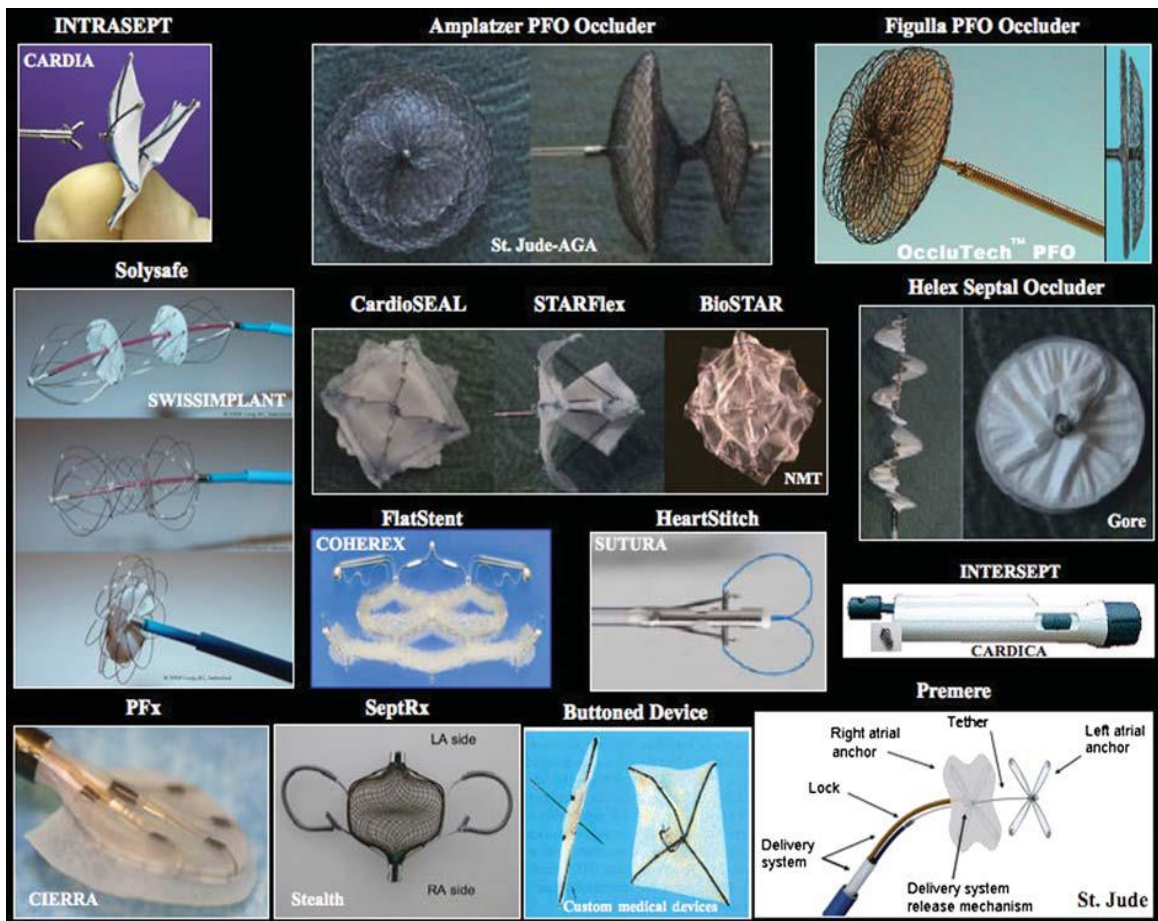 INTRASEPT
CARDIA
Amplatzer PFO Occluder
St. Jude-AGA
Figulla PFO Occluder
OccluTech™ PFO
Solysafe
SWISSIMPLANT
CardioSEAL
STARFlex
BioSTAR
NMT
Helex Septal Occluder
Gore
FlatStent
COHEREX
HeartStitch
SUTURA
INTERSEPT
CARDICA
PFx
CIERRA
SeptRx
LA side
RA side
Stealth
Buttoned Device
Custom medical devices
Premere
Right atrial
anchor
Tether
Left atrial
anchor
Lock
Delivery
system
Delivery system
release mechanism
St. Jude